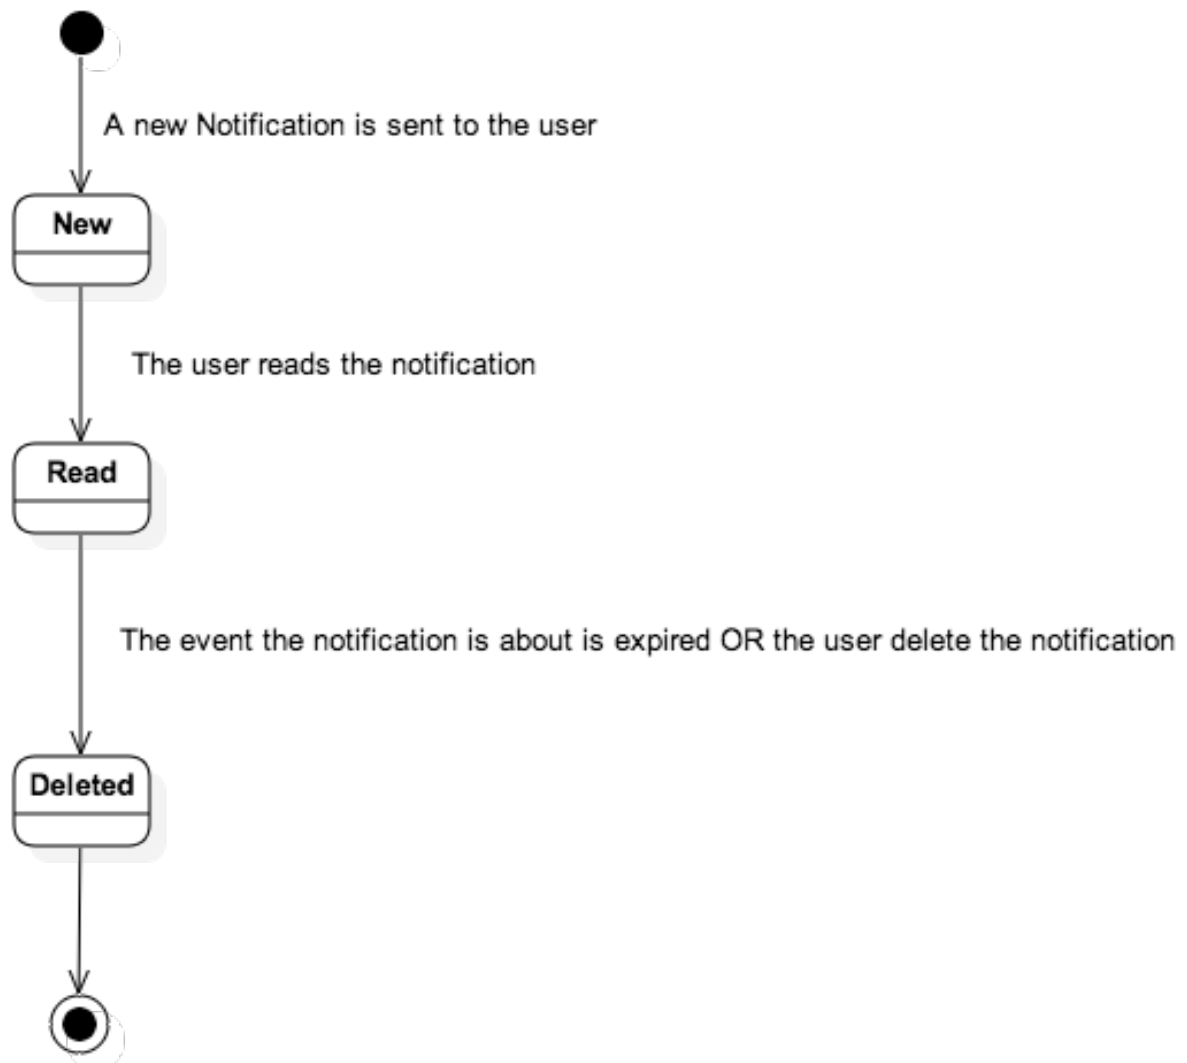 A new Notification is sent to the user
New
The user reads the notification
Read
The event the notification is about is expired OR the user delete the notification
Deleted